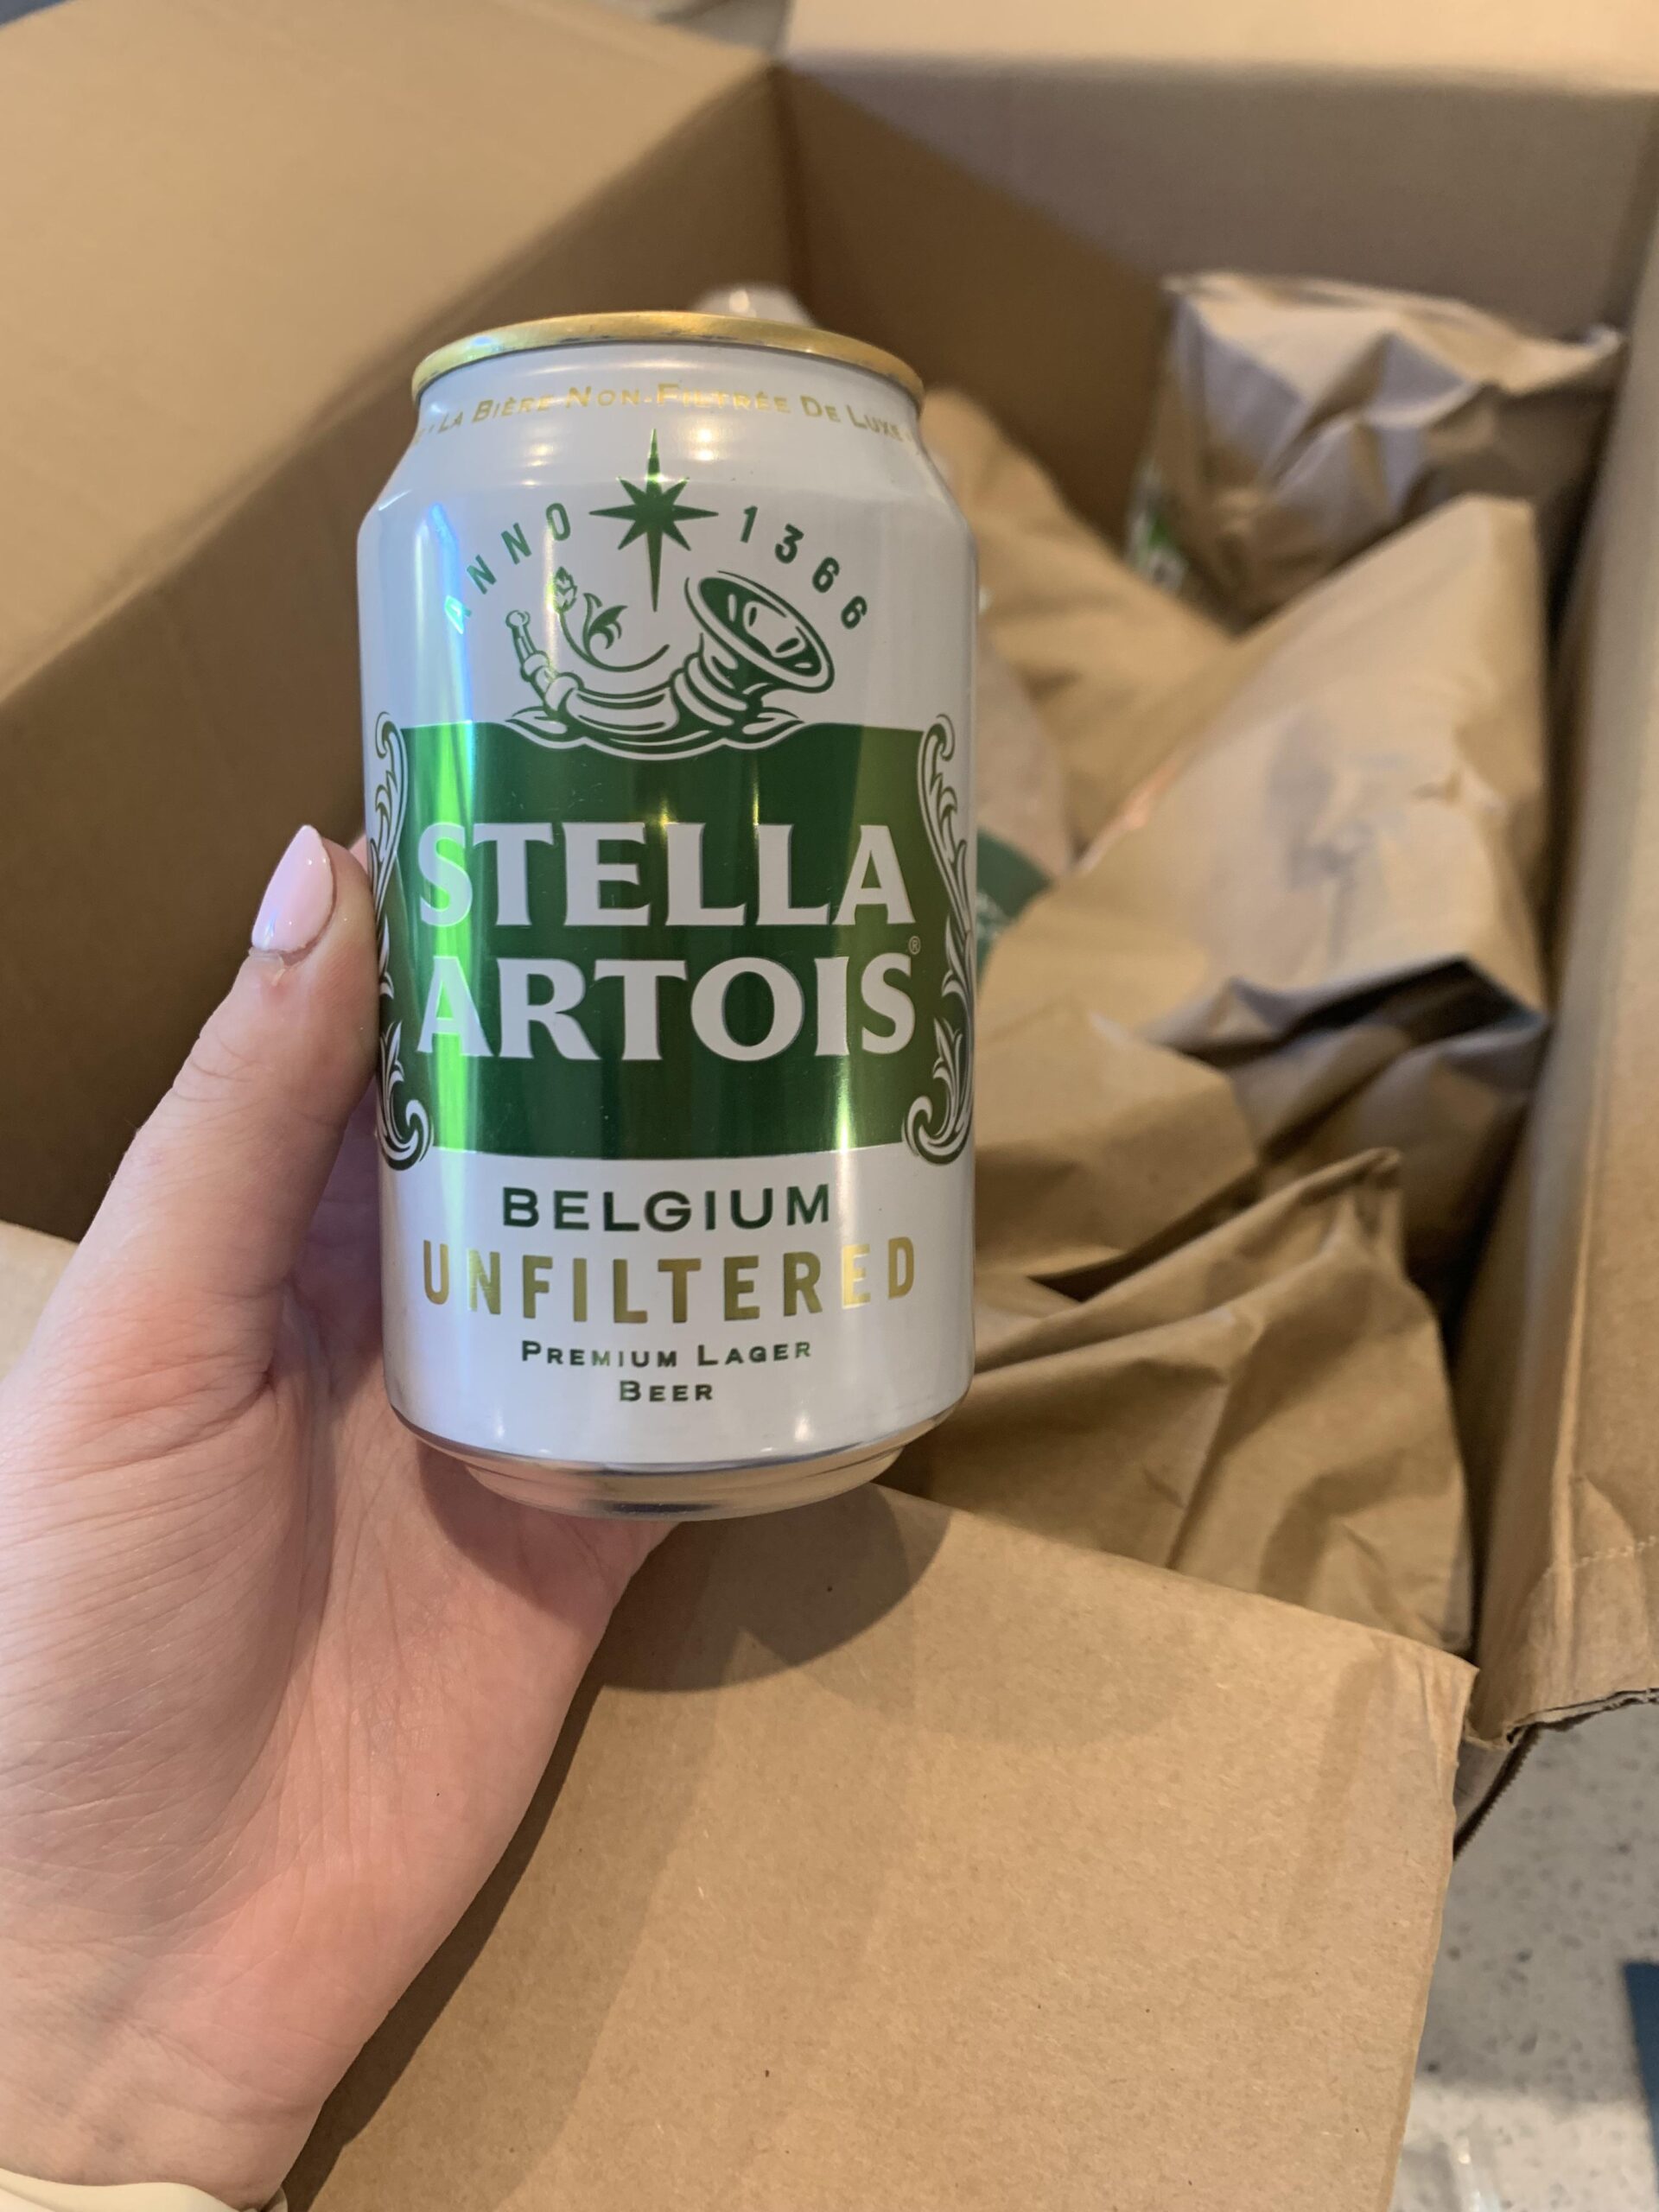 LA BIÈRE NON-FILTRÉE DE LUXE
ANNO 1366
STELLA
ARTOIS®
BELGIUM
UNFILTERED
PREMIUM LAGER
BEER